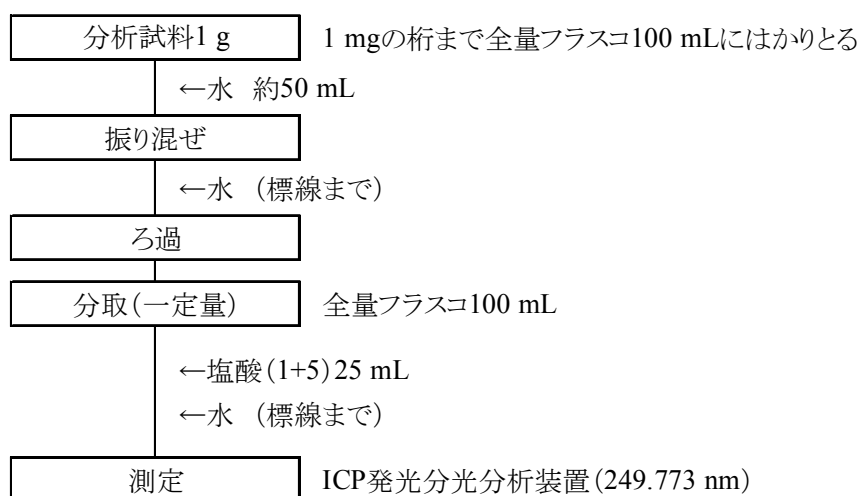 分析試料1 g 1 mgの桁まで全量フラスコ100 mLにはかりとる
←水 約50 mL
振り混ぜ
←水 (標線まで)
ろ過
分取(一定量) 全量フラスコ100 mL
←塩酸(1+5)25 mL
←水 (標線まで)
測定 ICP発光分光分析装置(249.773 nm)